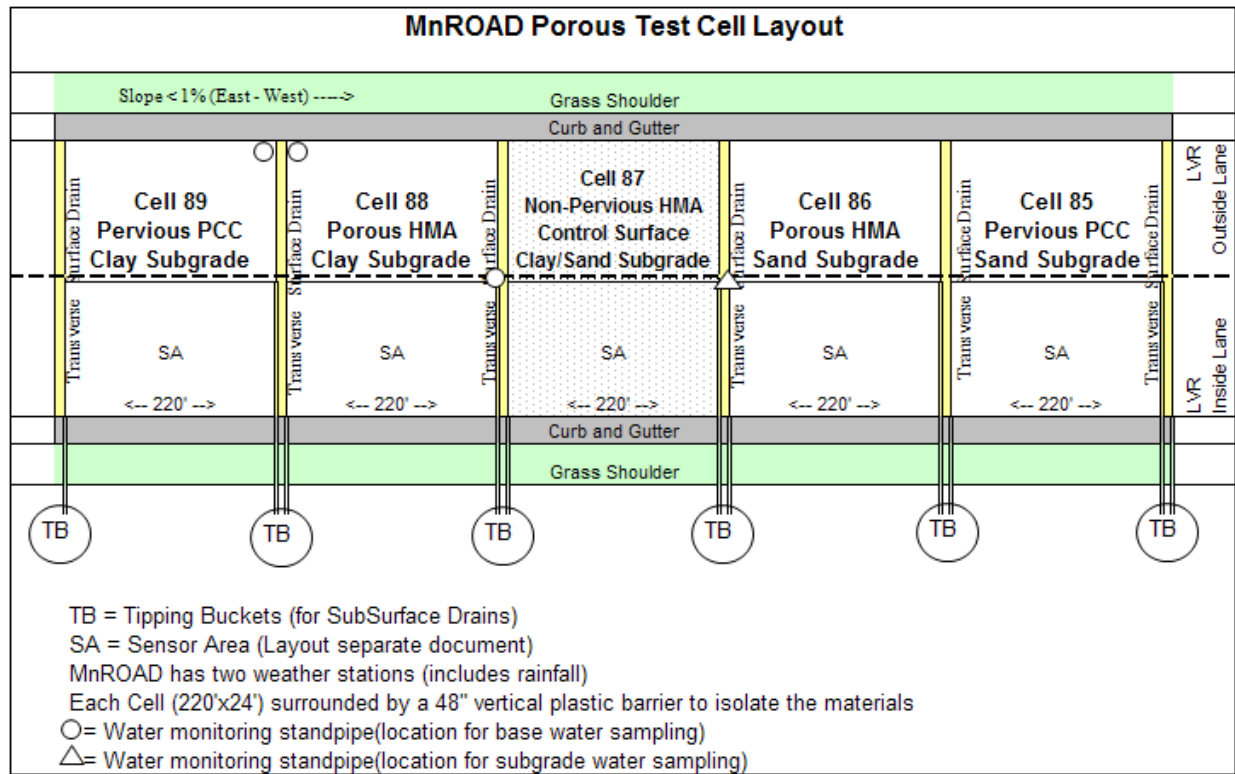 MnROAD Porous Test Cell Layout
Slope < 1% (East - West) ----->
Grass Shoulder
Curb and Gutter
Cell 89
Pervious PCC
Clay Subgrade
Cell 88
Porous HMA
Clay Subgrade
Cell 87
Non-Pervious HMA
Control Surface
Clay/Sand Subgrade
Cell 86
Porous HMA
Sand Subgrade
Cell 85
Pervious PCC
Sand Subgrade
LVR
Outside Lane
Transverse Surface Drain
Transverse Surface Drain
Transverse Surface Drain
Transverse Surface Drain
Transverse Surface Drain
Transverse Surface Drain
SA
SA
SA
SA
SA
LVR
Inside Lane
<-- 220' -->
<-- 220' -->
<-- 220' -->
<-- 220' -->
<-- 220' -->
Curb and Gutter
Grass Shoulder
TB
TB
TB
TB
TB
TB
TB = Tipping Buckets (for SubSurface Drains)
SA = Sensor Area (Layout separate document)
MnROAD has two weather stations (includes rainfall)
Each Cell (220'x24') surrounded by a 48" vertical plastic barrier to isolate the materials
= Water monitoring standpipe(location for base water sampling)
= Water monitoring standpipe(location for subgrade water sampling)